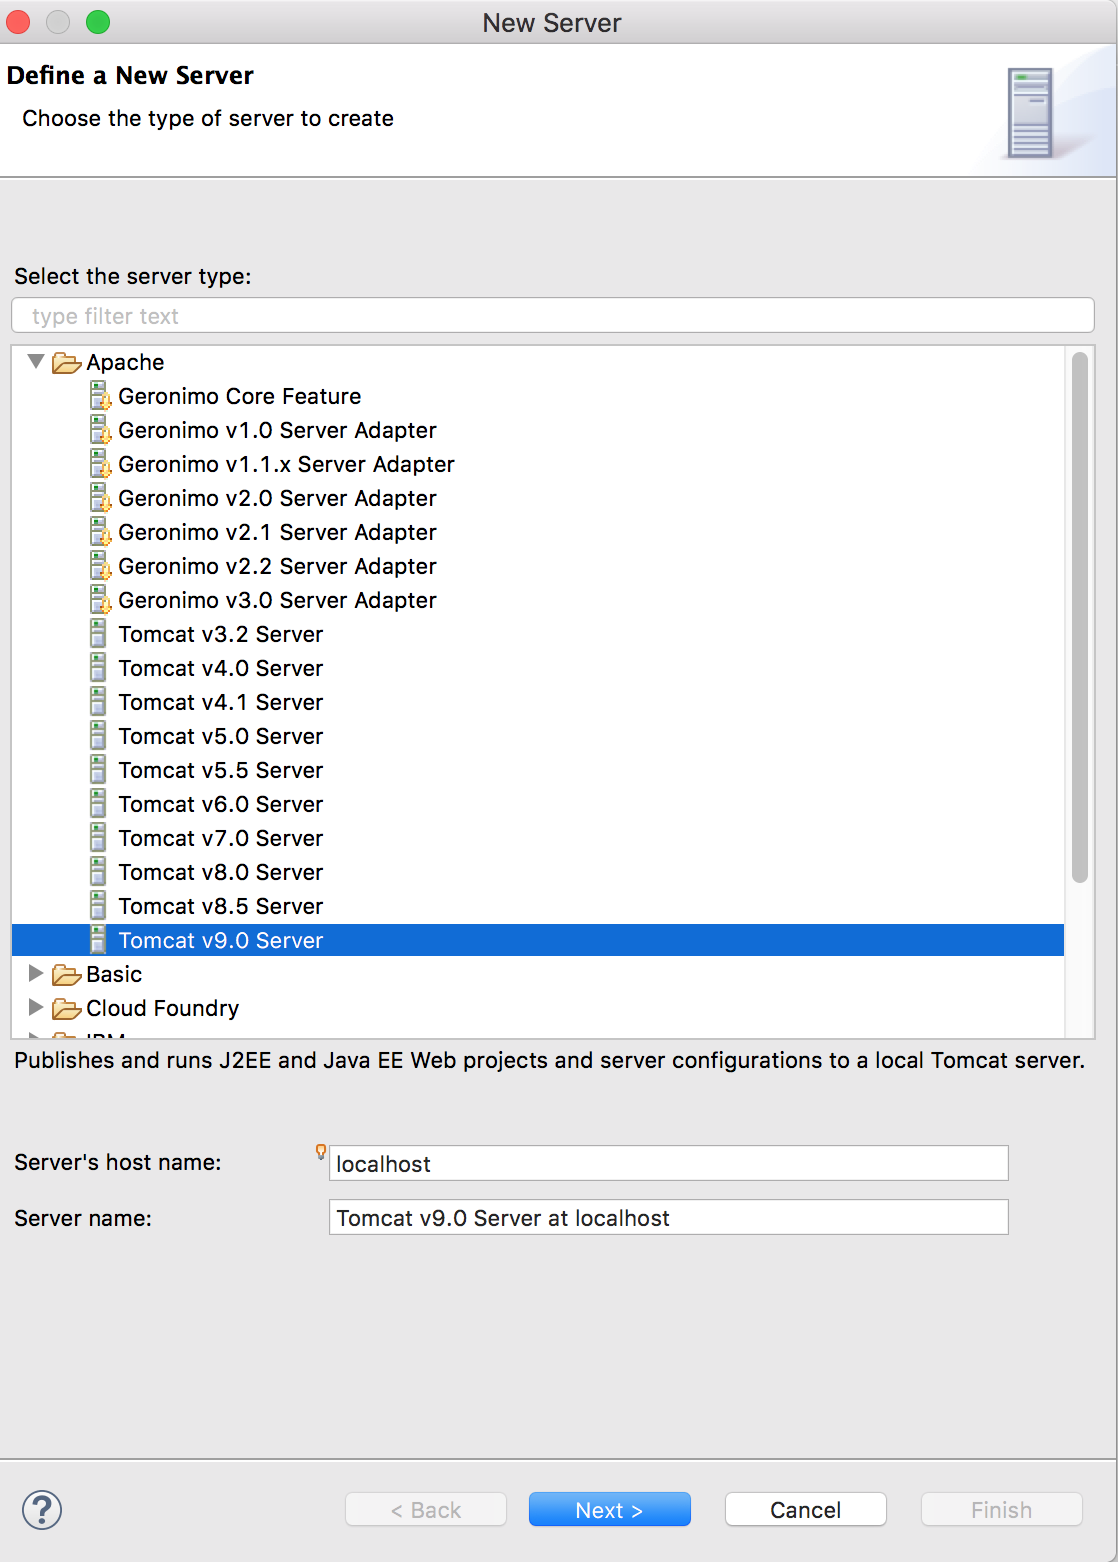 New Server
Define a New Server
Choose the type of server to create
Select the server type:
type filter text
Apache
Geronimo Core Feature
Geronimo v1.0 Server Adapter
Geronimo v1.1.x Server Adapter
Geronimo v2.0 Server Adapter
Geronimo v2.1 Server Adapter
Geronimo v2.2 Server Adapter
Geronimo v3.0 Server Adapter
Tomcat v3.2 Server
Tomcat v4.0 Server
Tomcat v4.1 Server
Tomcat v5.0 Server
Tomcat v5.5 Server
Tomcat v6.0 Server
Tomcat v7.0 Server
Tomcat v8.0 Server
Tomcat v8.5 Server
Tomcat v9.0 Server
Basic
Cloud Foundry
IBM
Publishes and runs J2EE and Java EE Web projects and server configurations to a local Tomcat server.
Server's host name: localhost
Server name: Tomcat v9.0 Server at localhost
? < Back Next > Cancel Finish